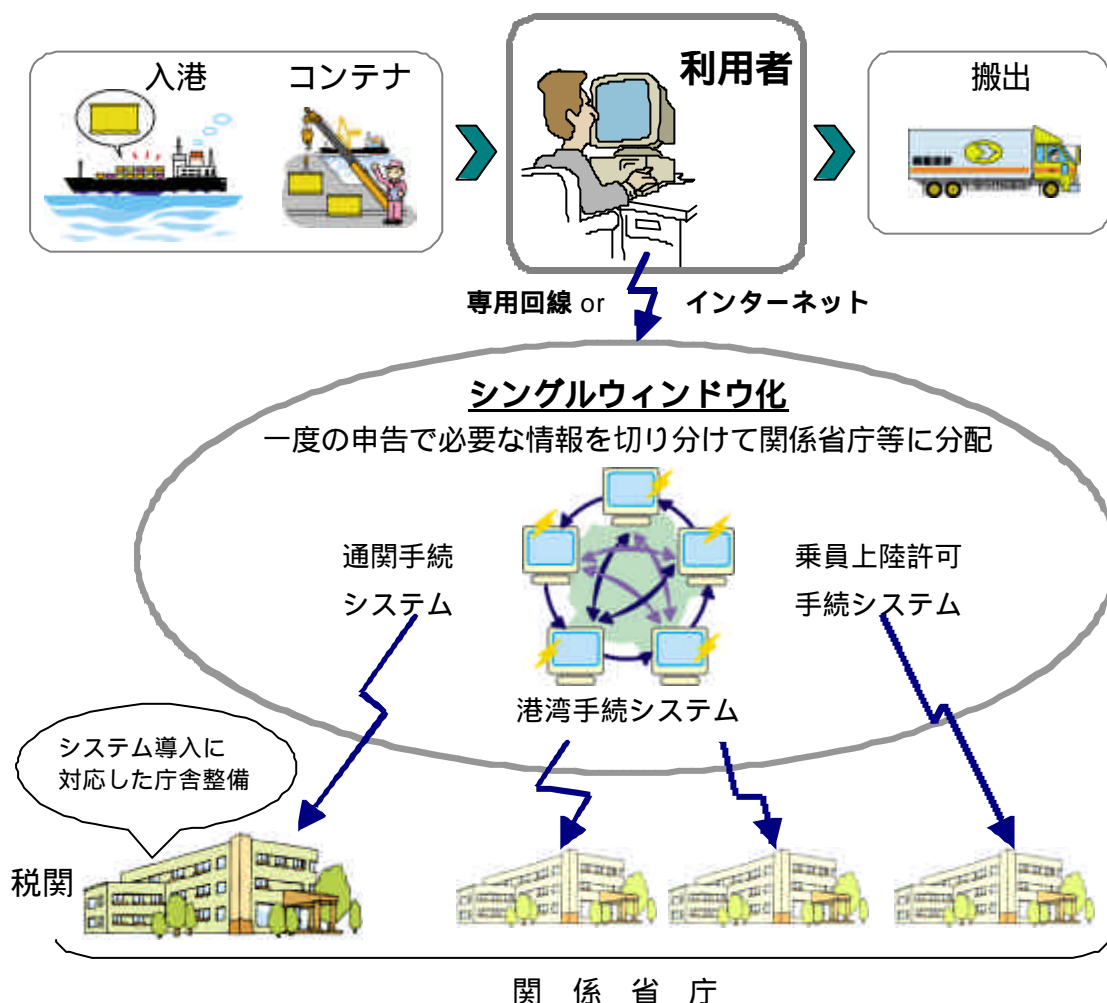 入港
コンテナ
利用者
搬出
専用回線 or インターネット
シングルウィンドウ化
一度の申告で必要な情報を切り分けて関係省庁等に分配
通関手続
システム
乗員上陸許可
手続システム
港湾手続システム
システム導入に
対応した庁舎整備
税関
関 係 省 庁